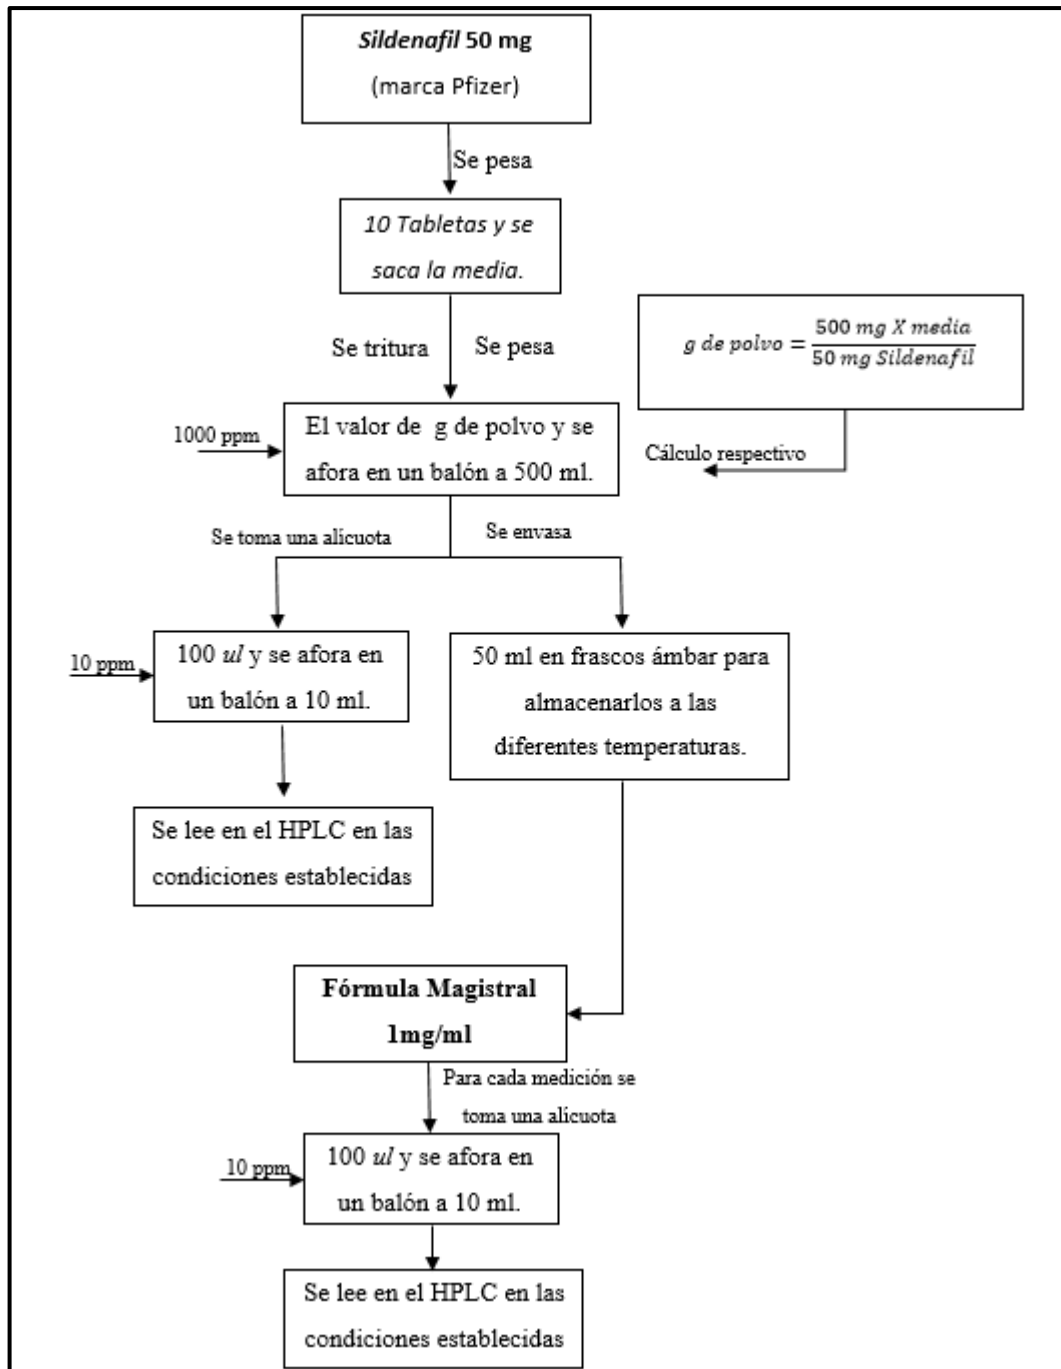 Sildenafil 50 mg
(marca Pfizer)
Se pesa
10 Tabletas y se
saca la media.
Se tritura
Se pesa
g de polvo = 500 mg X media / 50 mg Sildenafil
Cálculo respectivo
1000 ppm
El valor de g de polvo y se
afora en un balón a 500 ml.
Se toma una alícuota
Se envasa
10 ppm
100 ul y se afora en
un balón a 10 ml.
50 ml en frascos ámbar para
almacenarlos a las
diferentes temperaturas.
Se lee en el HPLC en las
condiciones establecidas
Fórmula Magistral
1mg/ml
Para cada medición se
toma una alícuota
10 ppm
100 ul y se afora en
un balón a 10 ml.
Se lee en el HPLC en las
condiciones establecidas